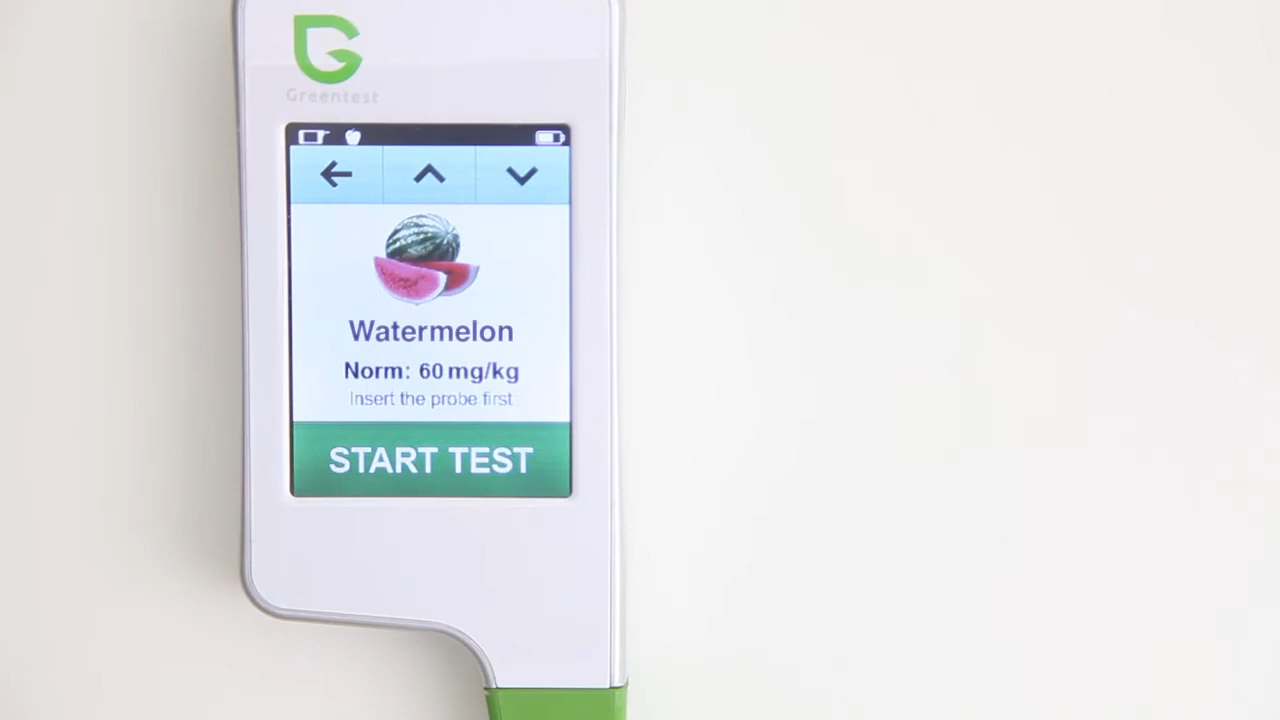 Greentest
Watermelon
Norm: 60 mg/kg
Insert the probe first
START TEST